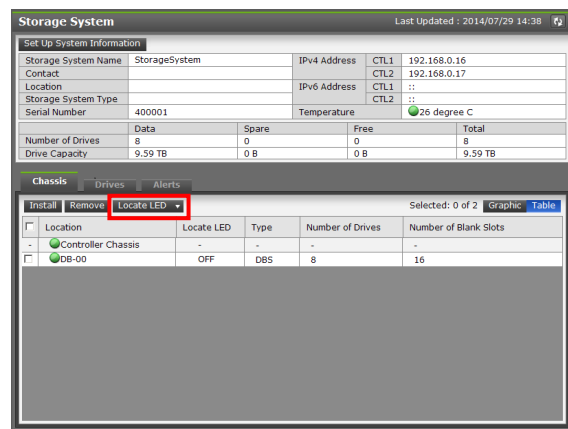 Storage System Last Updated : 2014/07/29 14:38
Set Up System Information
Storage System Name StorageSystem IPv4 Address CTL1 192.168.0.16
Contact CTL2 192.168.0.17
Location IPv6 Address CTL1 ::
Storage System Type CTL2 ::
Serial Number 400001 Temperature 26 degree C
Data Spare Free Total
Number of Drives 8 0 0 8
Drive Capacity 9.59 TB 0 B 0 B 9.59 TB
Chassis Drives Alerts
Install Remove Locate LED Selected: 0 of 2 Graphic Table
Location Locate LED Type Number of Drives Number of Blank Slots
- Controller Chassis - - - -
DB-00 OFF DBS 8 16